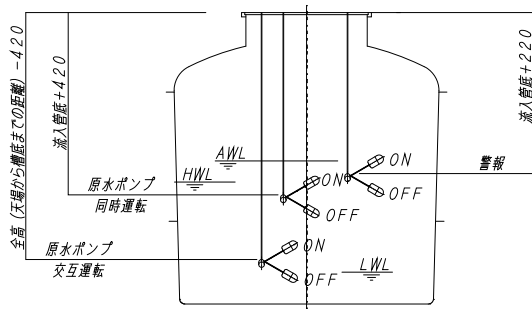 全高(天場から槽底までの距離)-420
流入管底+420
流入管底+220
AWL
HWL
ON
OFF
警報
原水ポンプ
同時運転
ON
OFF
原水ポンプ
交互運転
ON
OFF
LWL